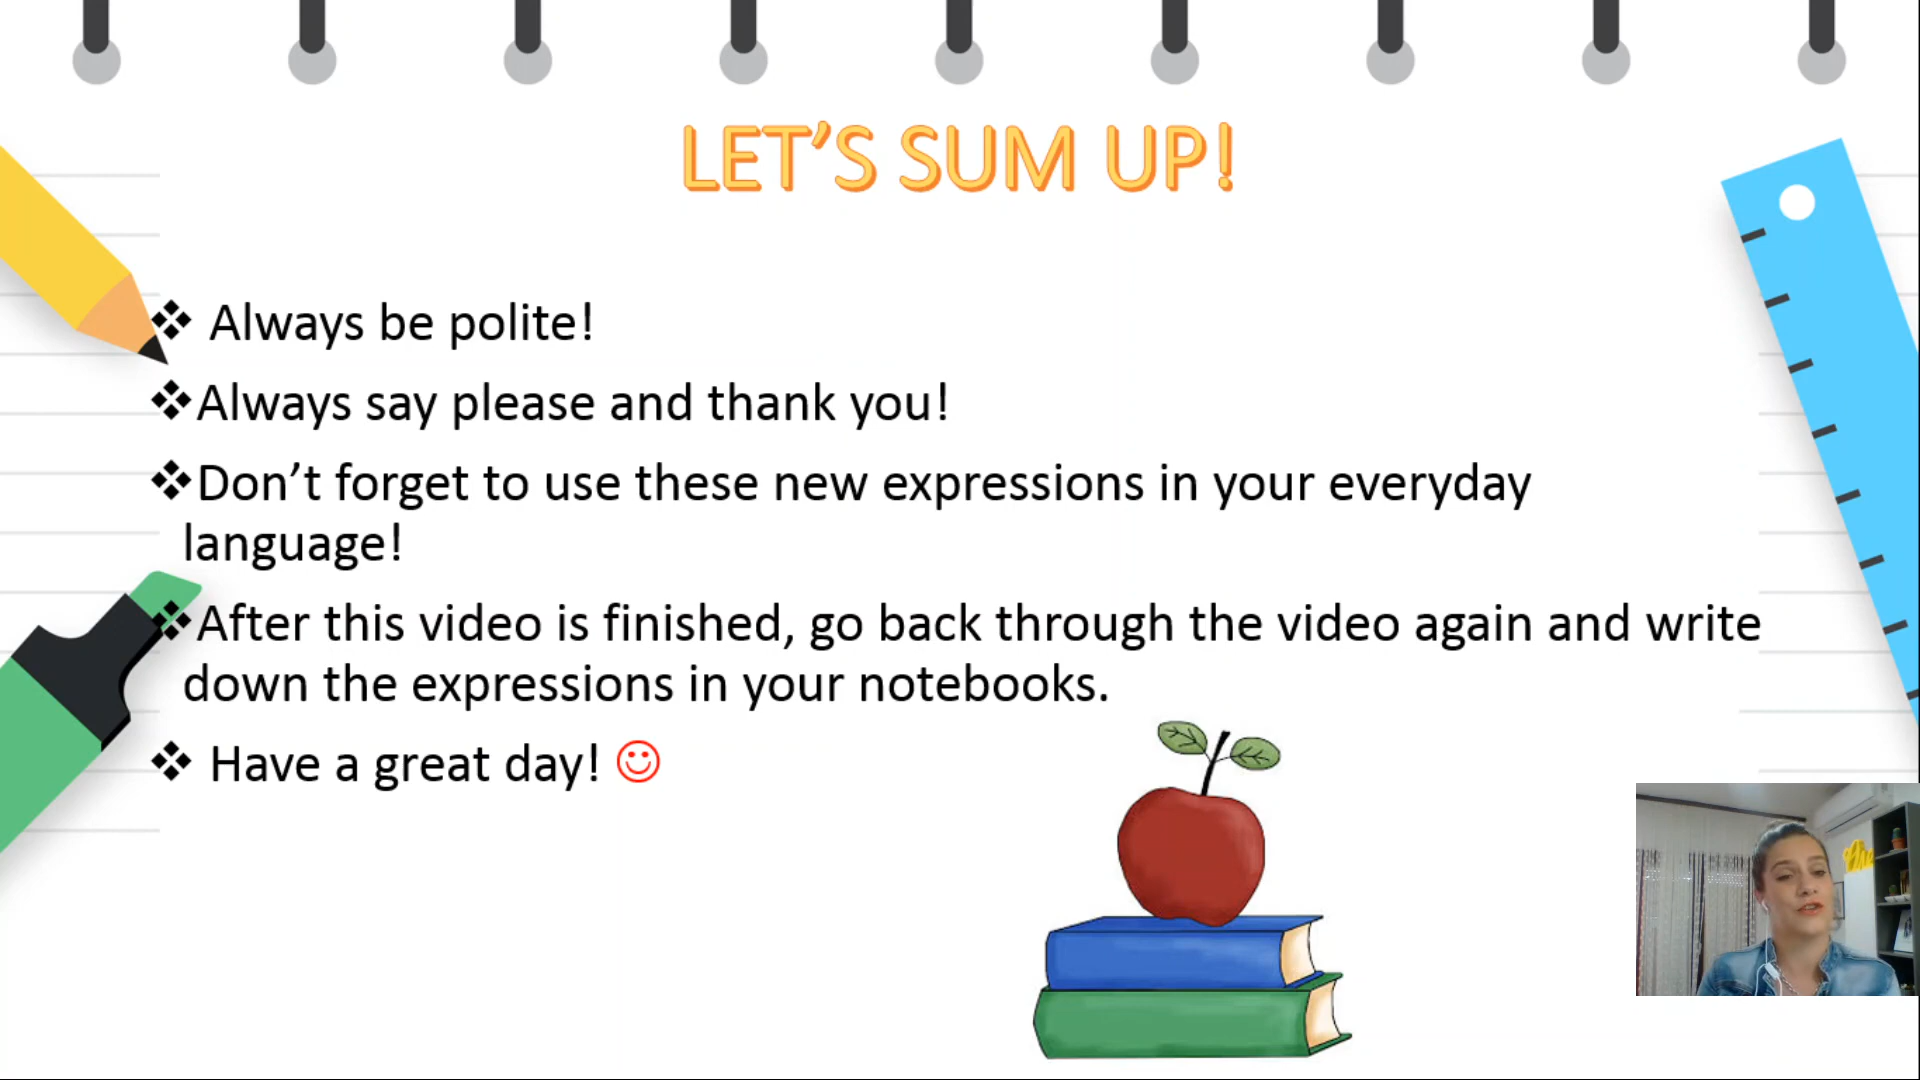 LET’S SUM UP!
❖ Always be polite!
❖Always say please and thank you!
❖Don’t forget to use these new expressions in your everyday
language!
❖After this video is finished, go back through the video again and write
down the expressions in your notebooks.
❖ Have a great day! ☺